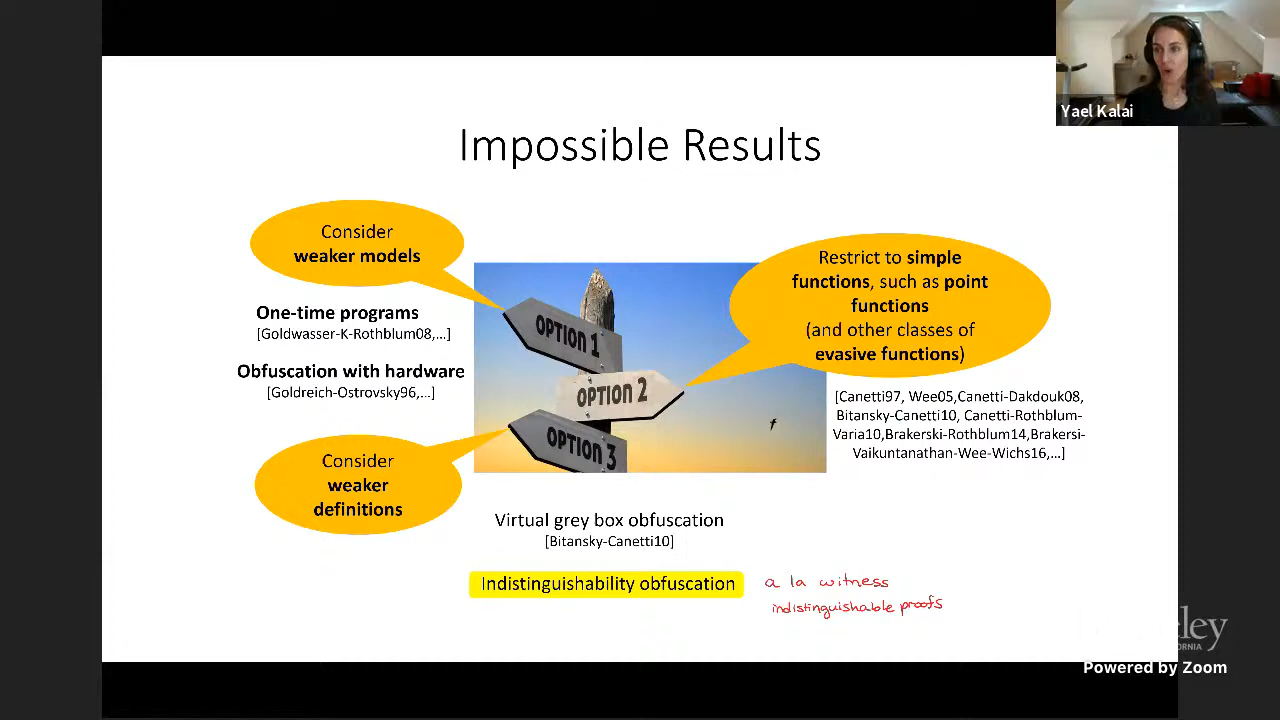 Yael Kalai
Impossible Results
Consider
weaker models
One-time programs
[Goldwasser-K-Rothblum08,...]
Obfuscation with hardware
[Goldreich-Ostrovsky96,...]
OPTION 1
OPTION 2
OPTION 3
Restrict to simple
functions, such as point
functions
(and other classes of
evasive functions)
[Canetti97, Wee05,Canetti-Dakdouk08,
Bitansky-Canetti10, Canetti-Rothblum-
Varia10,Brakerski-Rothblum14,Brakersi-
Vaikuntanathan-Wee-Wichs16,...]
Consider
weaker
definitions
Virtual grey box obfuscation
[Bitansky-Canetti10]
Indistinguishability obfuscation
a la witness
indistinguishable proofs
Powered by Zoom